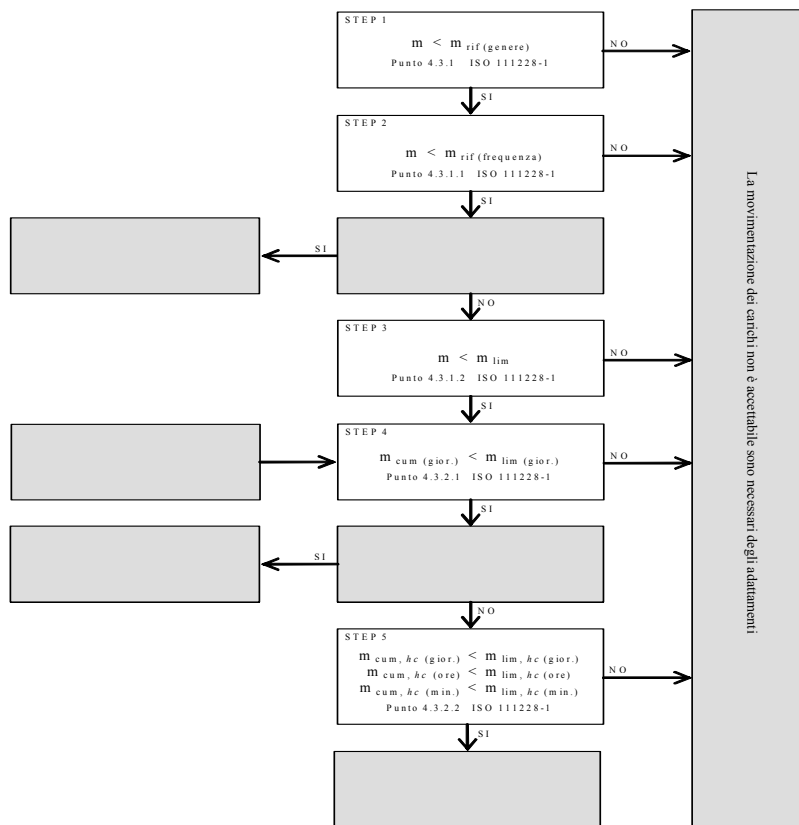 STEP 1
m < m rif (genere)
Punto 4.3.1 ISO 111228-1
NO
SI
STEP 2
m < m rif (frequenza)
Punto 4.3.1.1 ISO 111228-1
NO
SI
SI
NO
STEP 3
m < m lim
Punto 4.3.1.2 ISO 111228-1
NO
SI
STEP 4
m cum (gior.) < m lim (gior.)
Punto 4.3.2.1 ISO 111228-1
NO
SI
SI
NO
STEP 5
m cum, hc (gior.) < m lim, hc (gior.)
m cum, hc (ore) < m lim, hc (ore)
m cum, hc (min.) < m lim, hc (min.)
Punto 4.3.2.2 ISO 111228-1
NO
SI
La movimentazione dei carichi non è accettabile sono necessari degli adattamenti